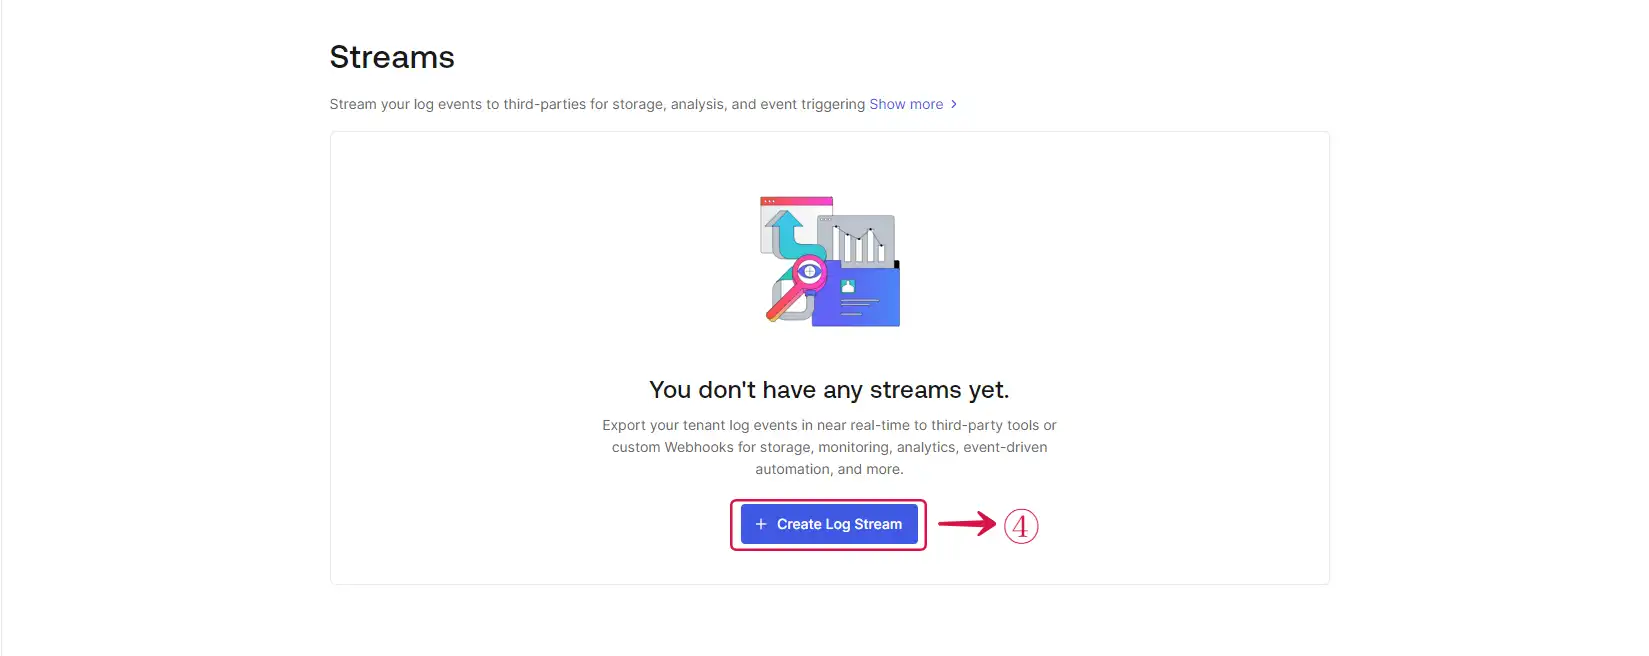 Streams
Stream your log events to third-parties for storage, analysis, and event triggering Show more >
You don't have any streams yet.
Export your tenant log events in near real-time to third-party tools or
custom Webhooks for storage, monitoring, analytics, event-driven
automation, and more.
+ Create Log Stream
④